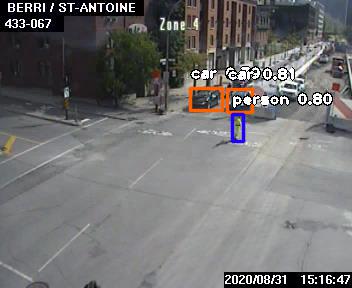 BERRI / ST-ANTOINE
433-067
Zone 4
car 0.81
person 0.80
2020/08/31 15:16:47